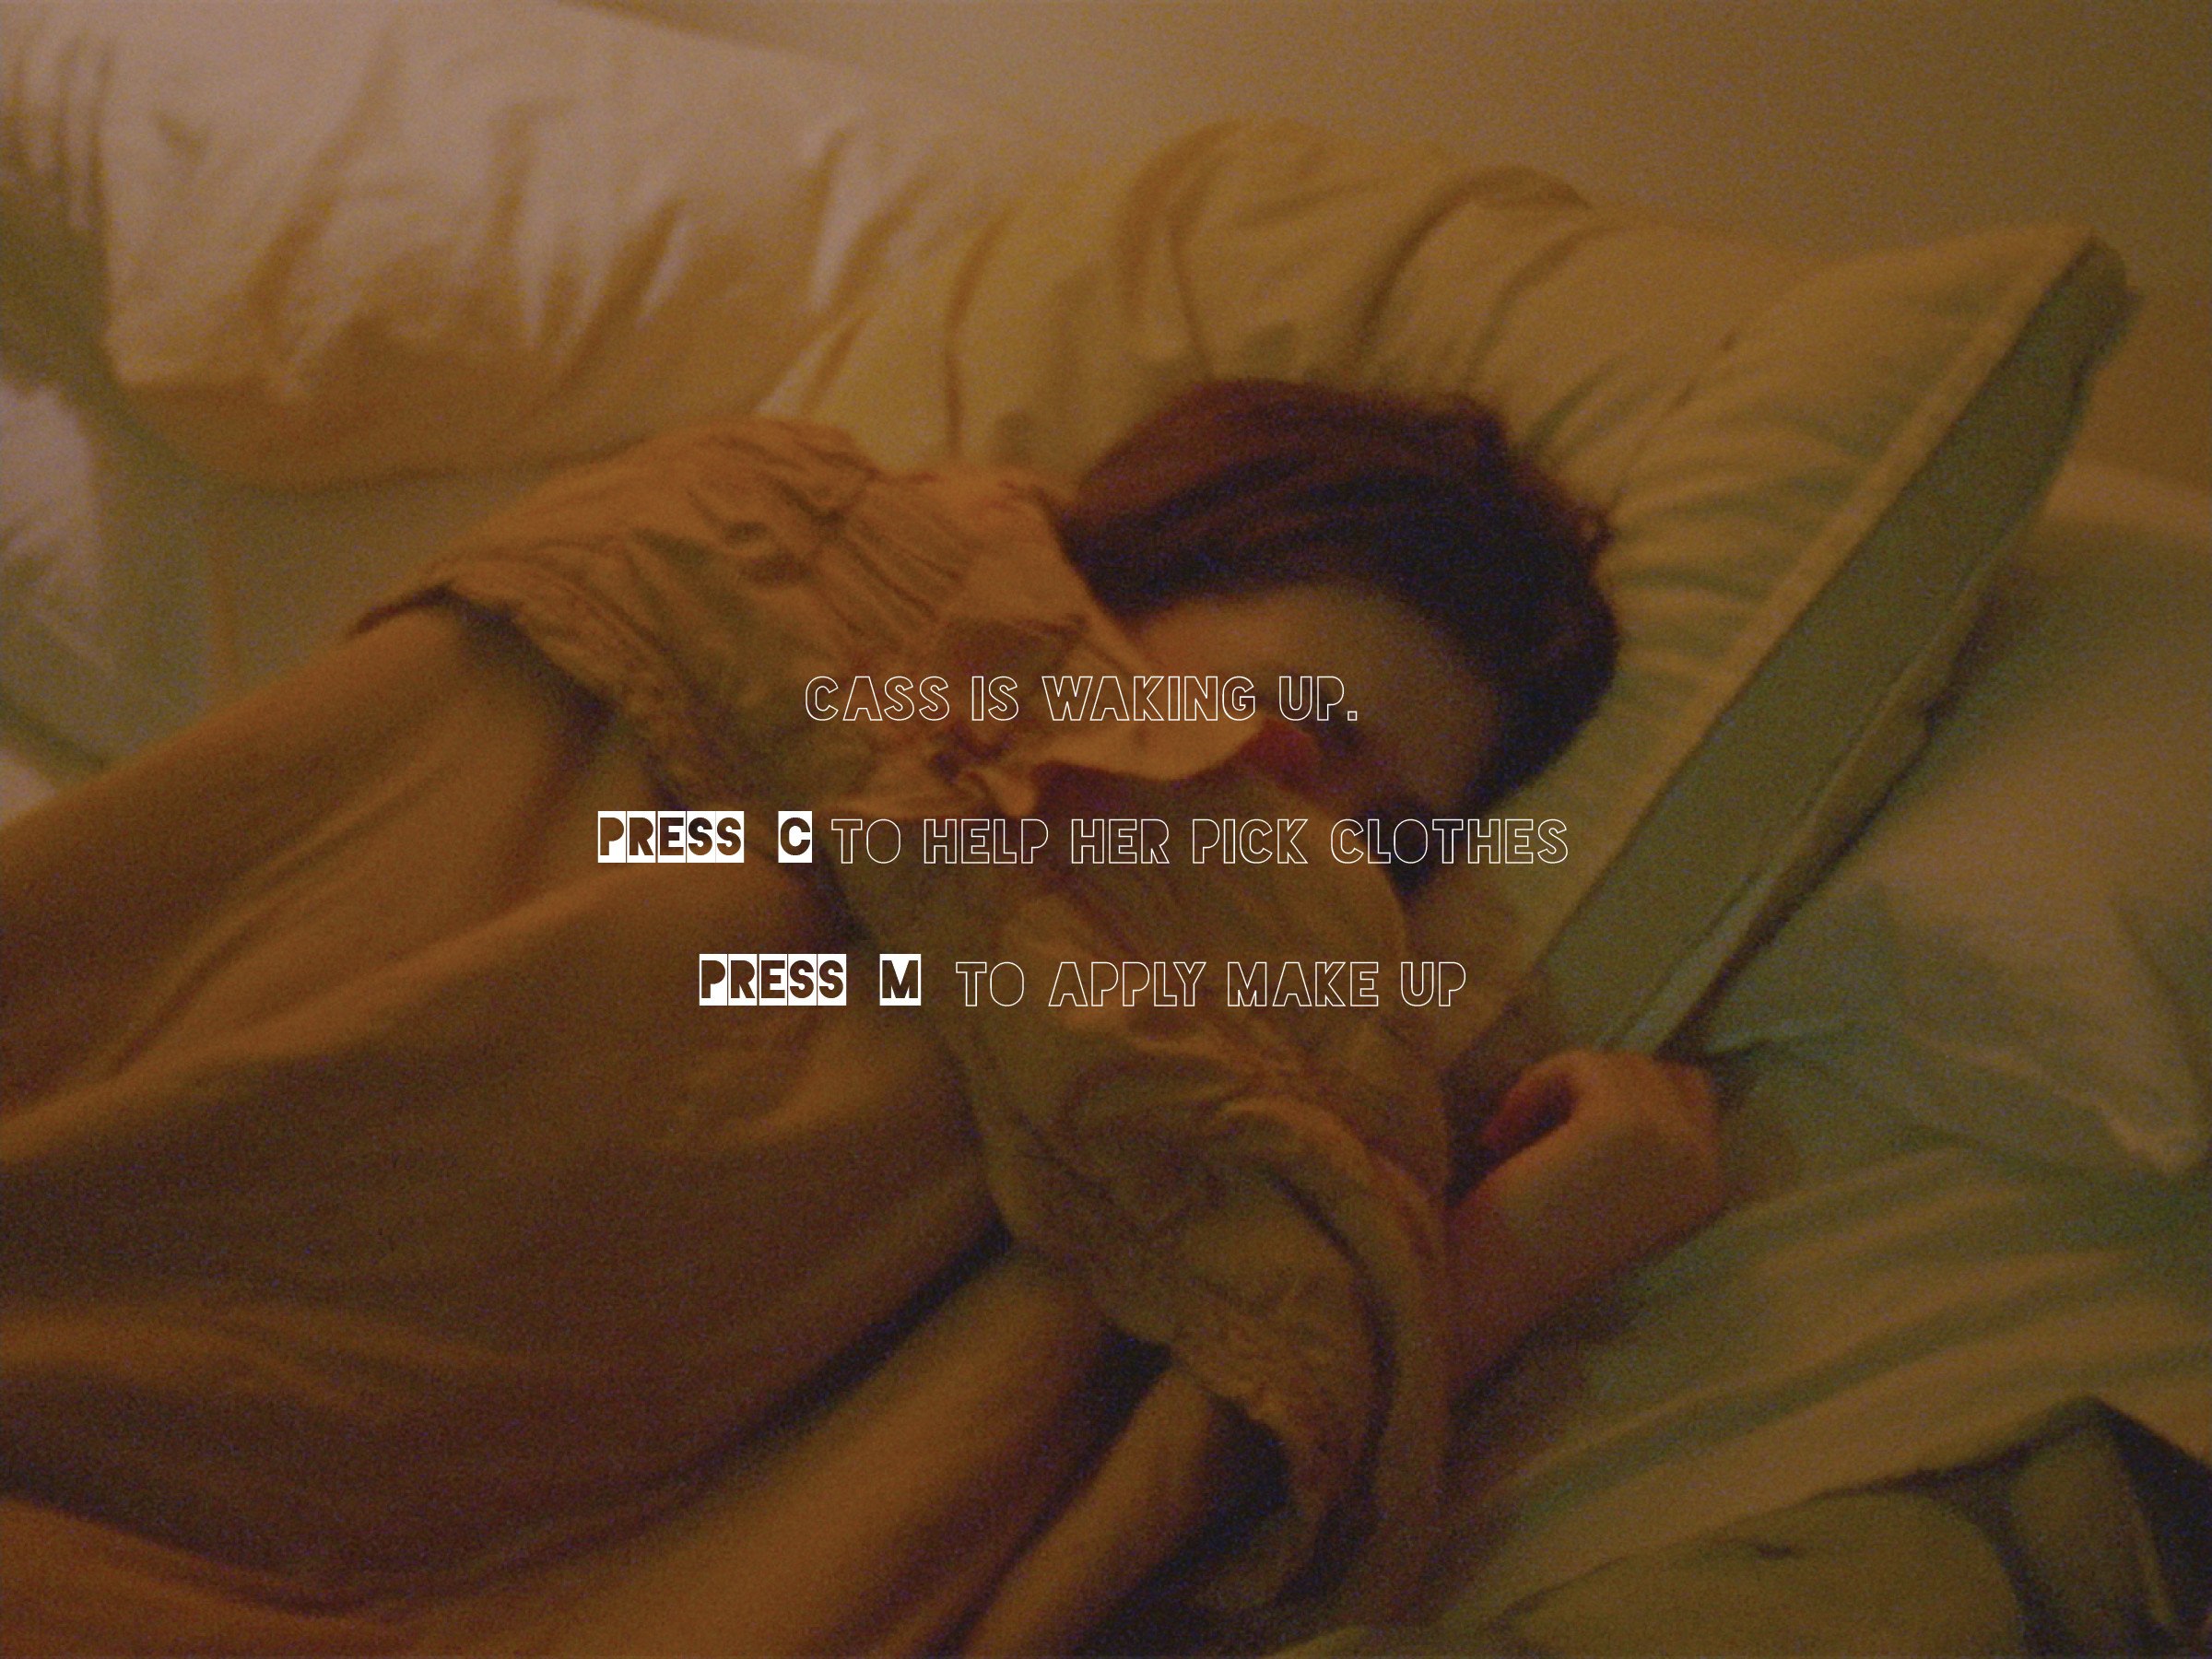 CASS IS WAKING UP.
PRESS C TO HELP HER PICK CLOTHES
PRESS M TO APPLY MAKE UP